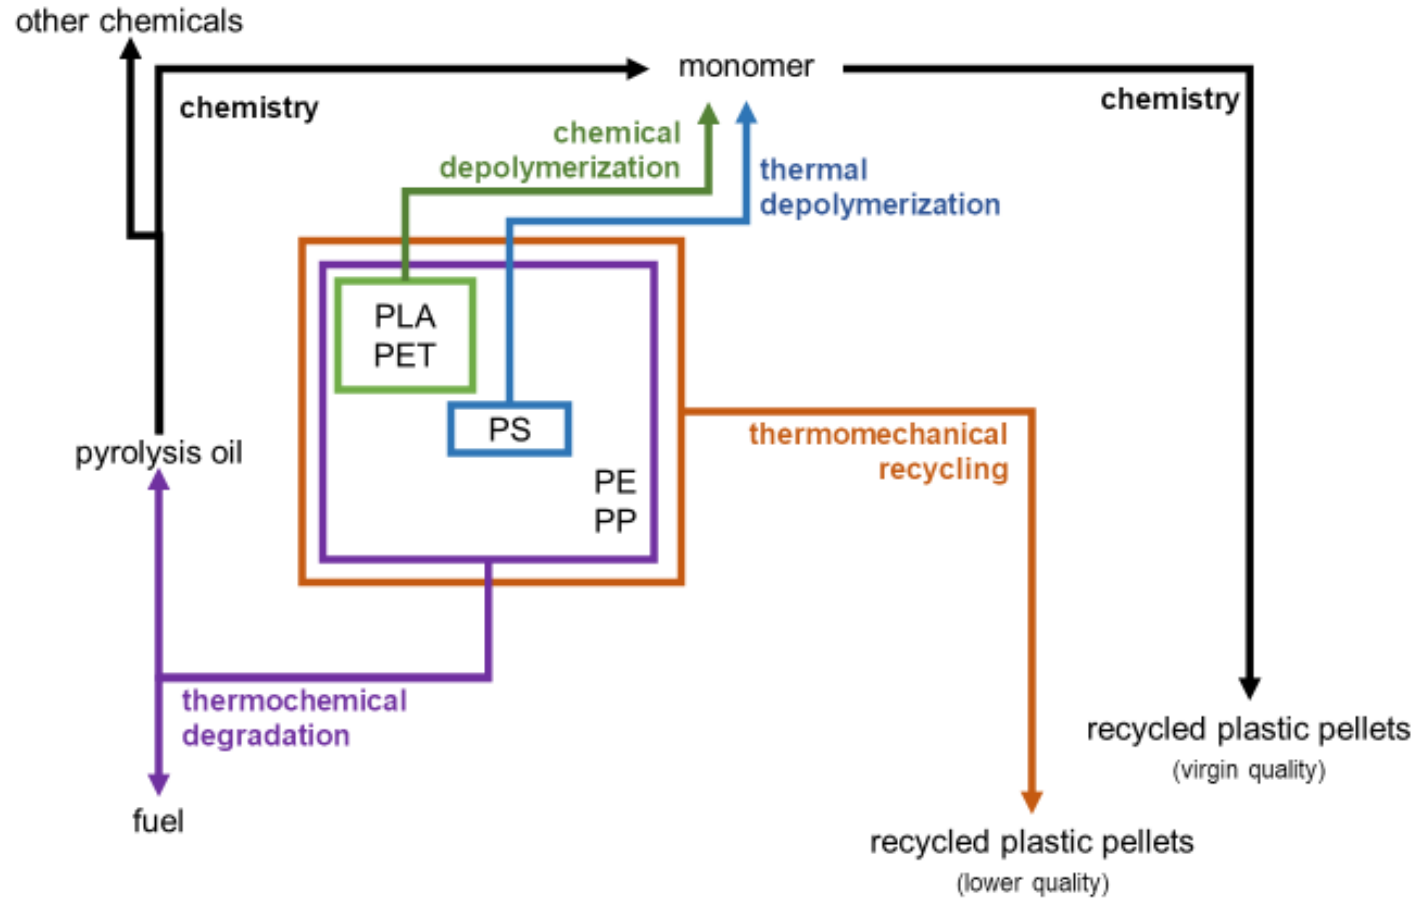 other chemicals
monomer
chemistry
chemistry
chemical
depolymerization
thermal
depolymerization
PLA
PET
PS
PE
PP
pyrolysis oil
thermomechanical
recycling
thermochemical
degradation
fuel
recycled plastic pellets
(virgin quality)
recycled plastic pellets
(lower quality)